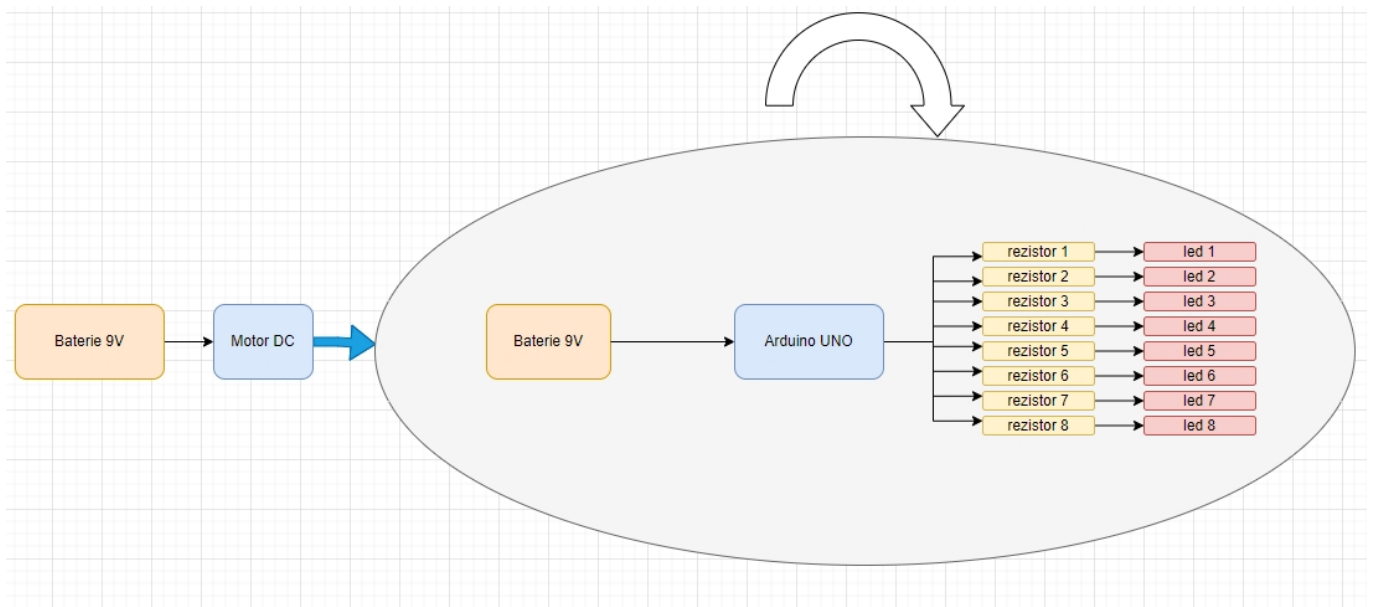 Baterie 9V
Motor DC
Baterie 9V
Arduino UNO
rezistor 1
led 1
rezistor 2
led 2
rezistor 3
led 3
rezistor 4
led 4
rezistor 5
led 5
rezistor 6
led 6
rezistor 7
led 7
rezistor 8
led 8